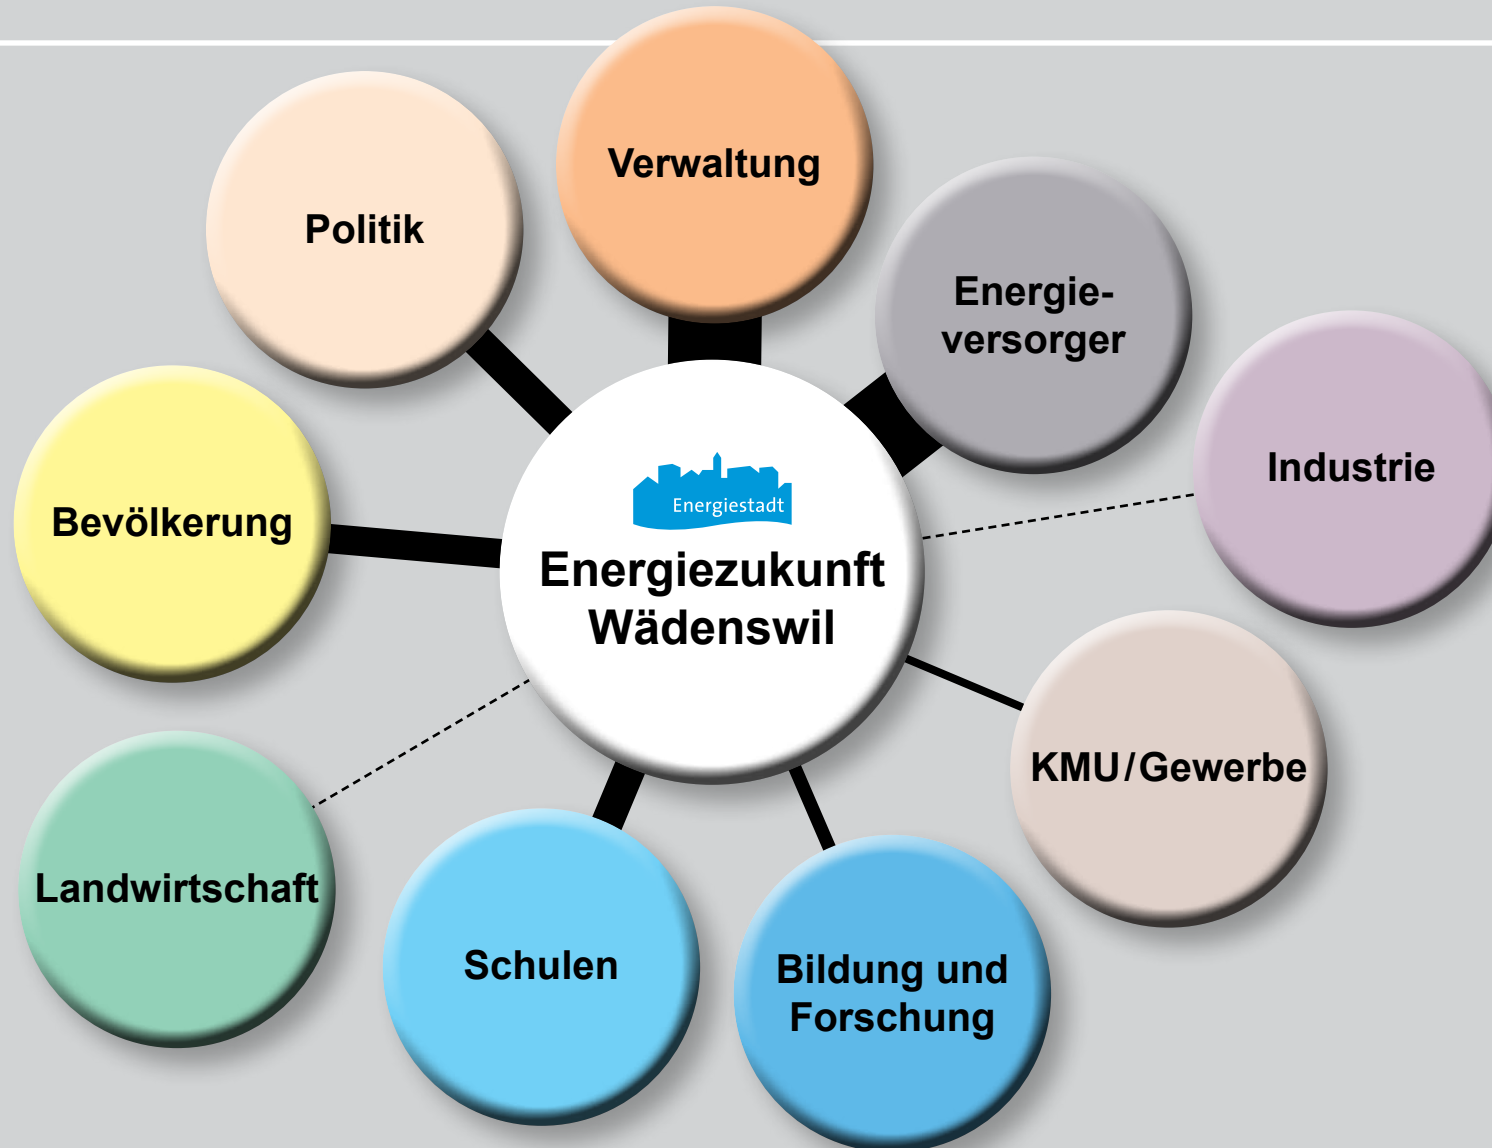 Verwaltung
Politik
Energie-
versorger
Industrie
Bevölkerung
Energiestadt
Energiezukunft
Wädenswil
KMU/Gewerbe
Landwirtschaft
Schulen
Bildung und
Forschung